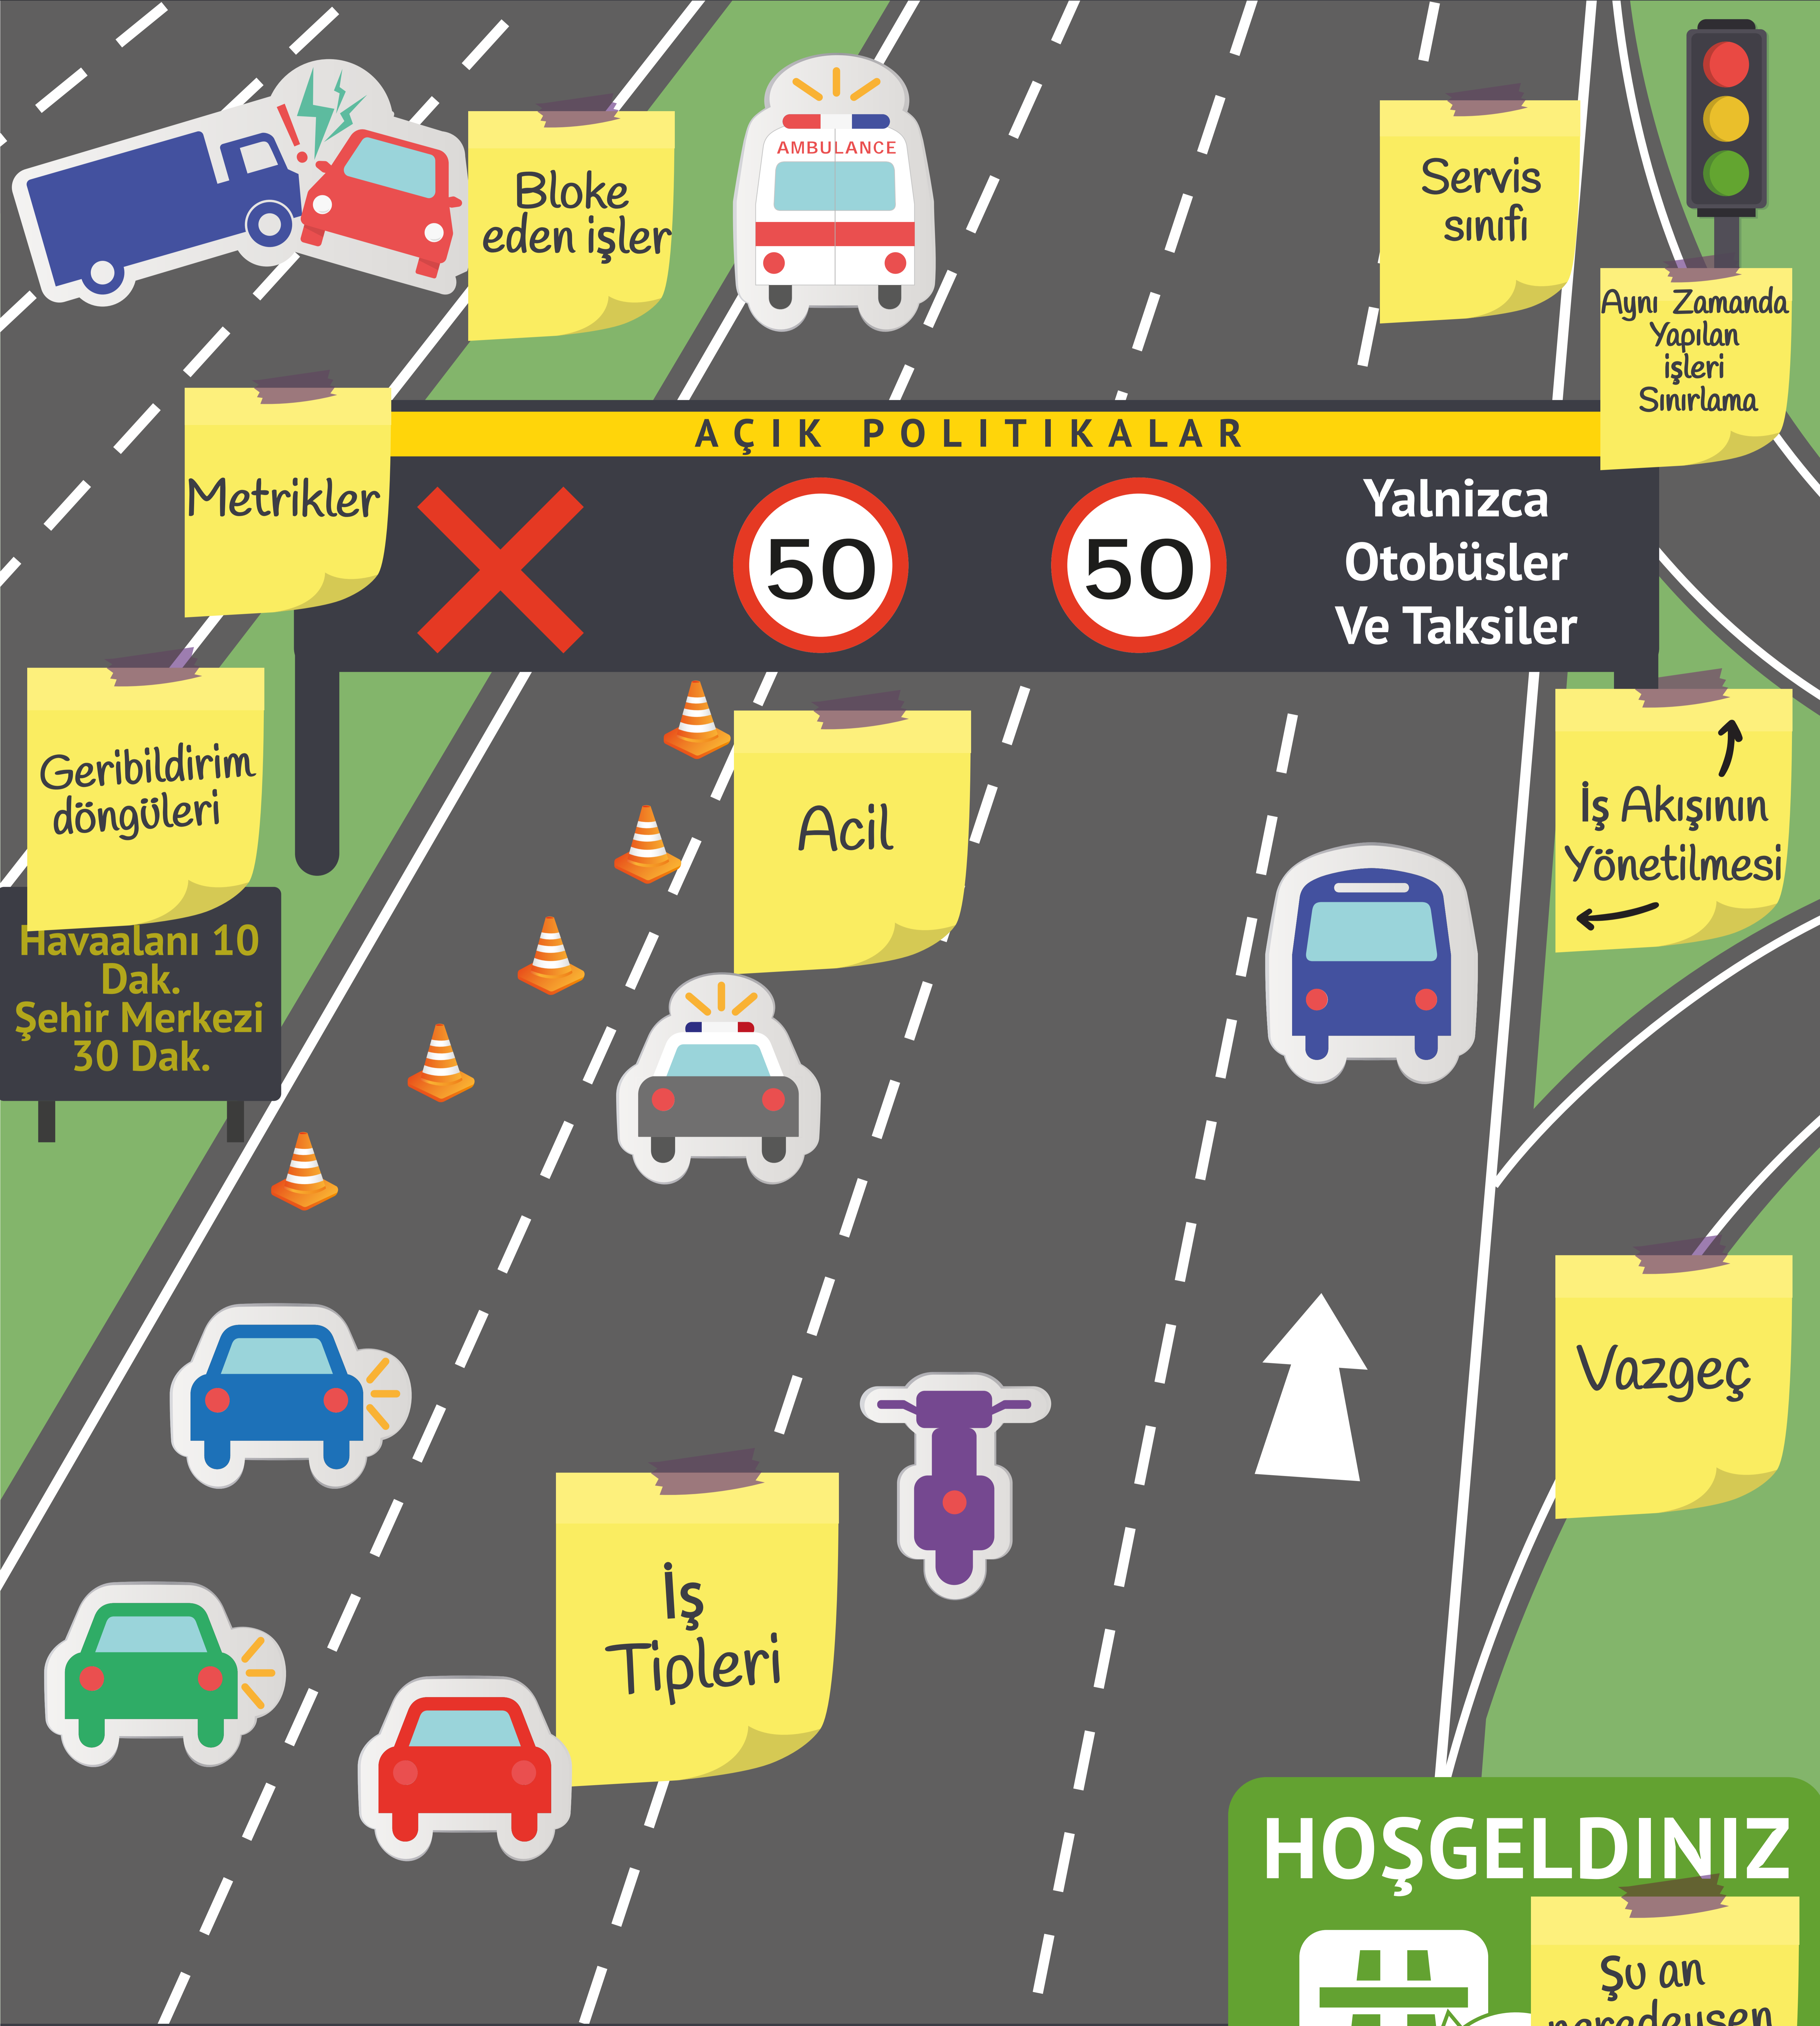 AMBULANCE
Bloke
eden işler
Servis
sınıfı
Aynı Zamanda
Yapılan
işleri
Sınırlama
AÇIK POLITIKALAR
Metrikler
50
50
Yalnizca
Otobüsler
Ve Taksiler
Geribildirim
döngüleri
Acil
İş Akışının
Yönetilmesi
Havaalanı 10
Dak.
Şehir Merkezi
30 Dak.
Vazgeç
İş
Tipleri
HOŞGELDINIZ
Şu an
neredeysen